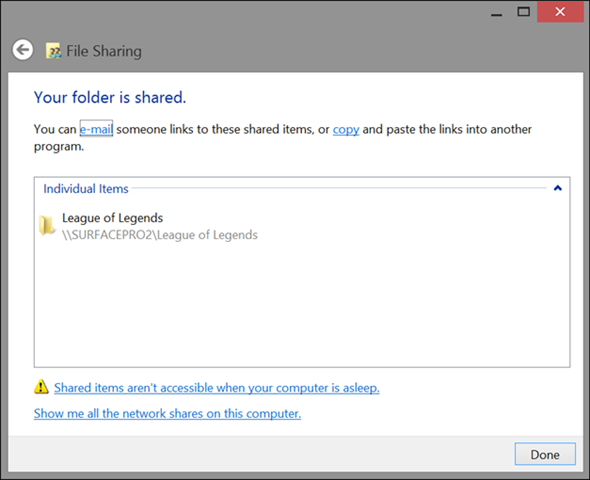 File Sharing
Your folder is shared.
You can e-mail someone links to these shared items, or copy and paste the links into another
program.
Individual Items
League of Legends
\\SURFACEPRO2\League of Legends
Shared items aren't accessible when your computer is asleep.
Show me all the network shares on this computer.
Done